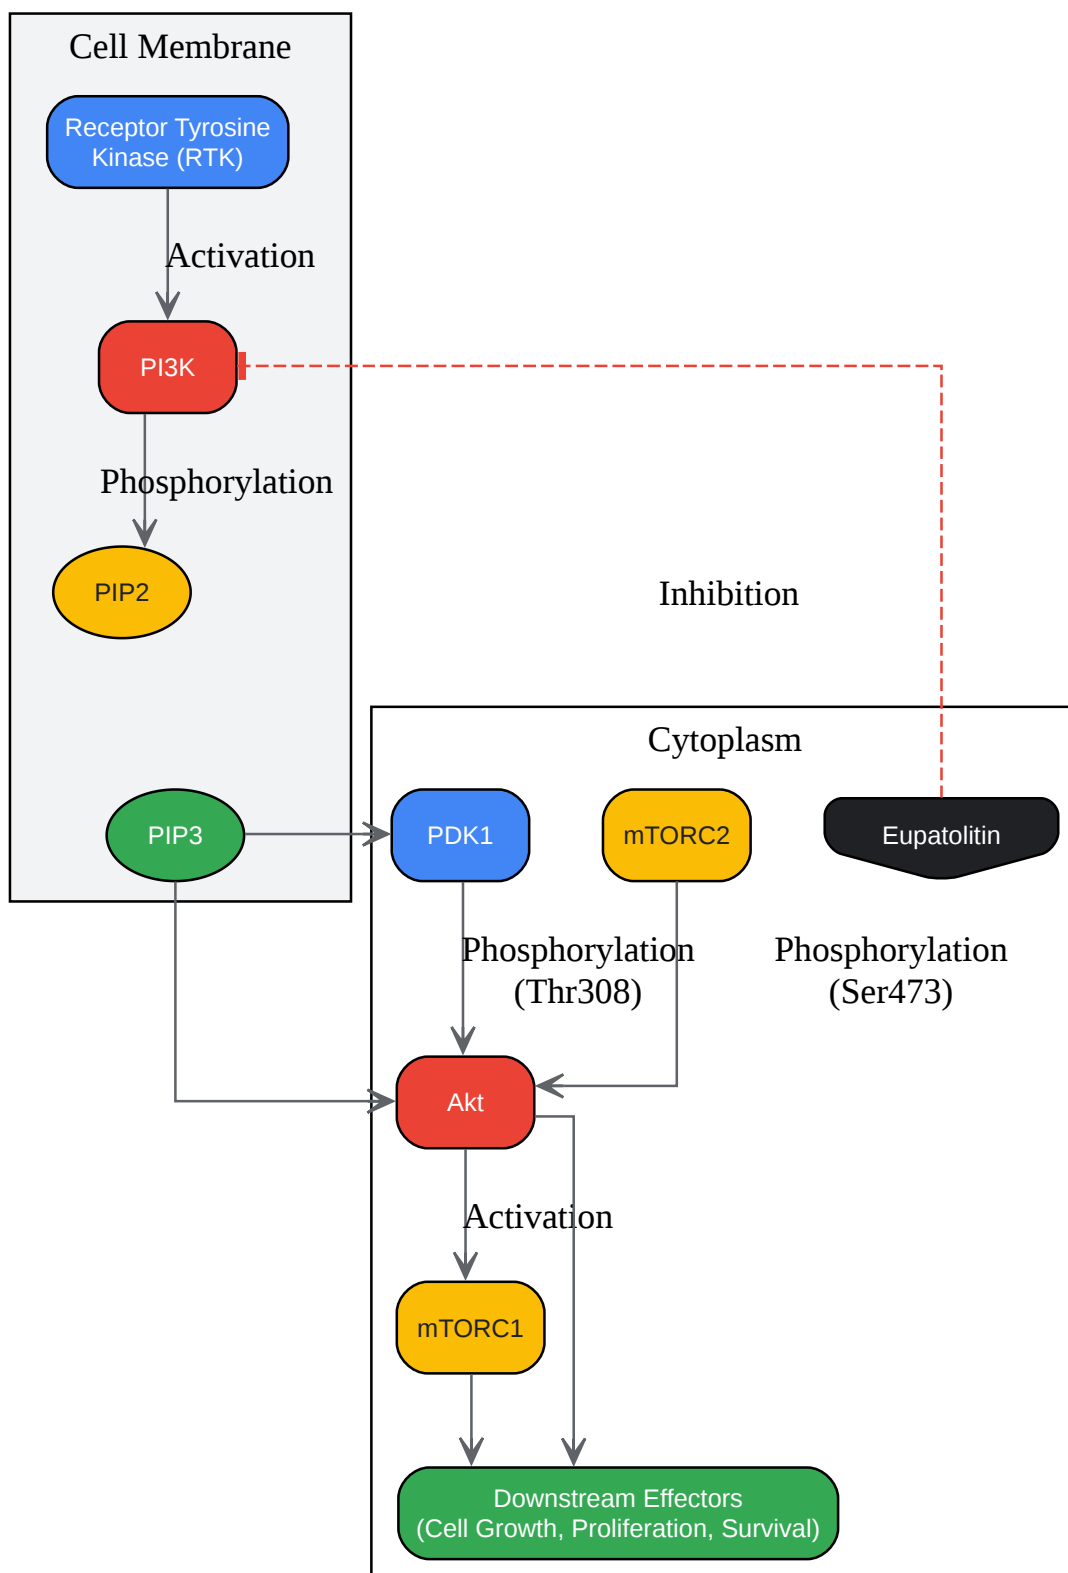 Cell Membrane
Receptor Tyrosine
Kinase (RTK)
Activation
PI3K
Phosphorylation
PIP2
Inhibition
Cytoplasm
PIP3
PDK1
mTORC2
Eupatolitin
Phosphorylation
(Thr308)
Phosphorylation
(Ser473)
Akt
Activation
mTORC1
Downstream Effectors
(Cell Growth, Proliferation, Survival)